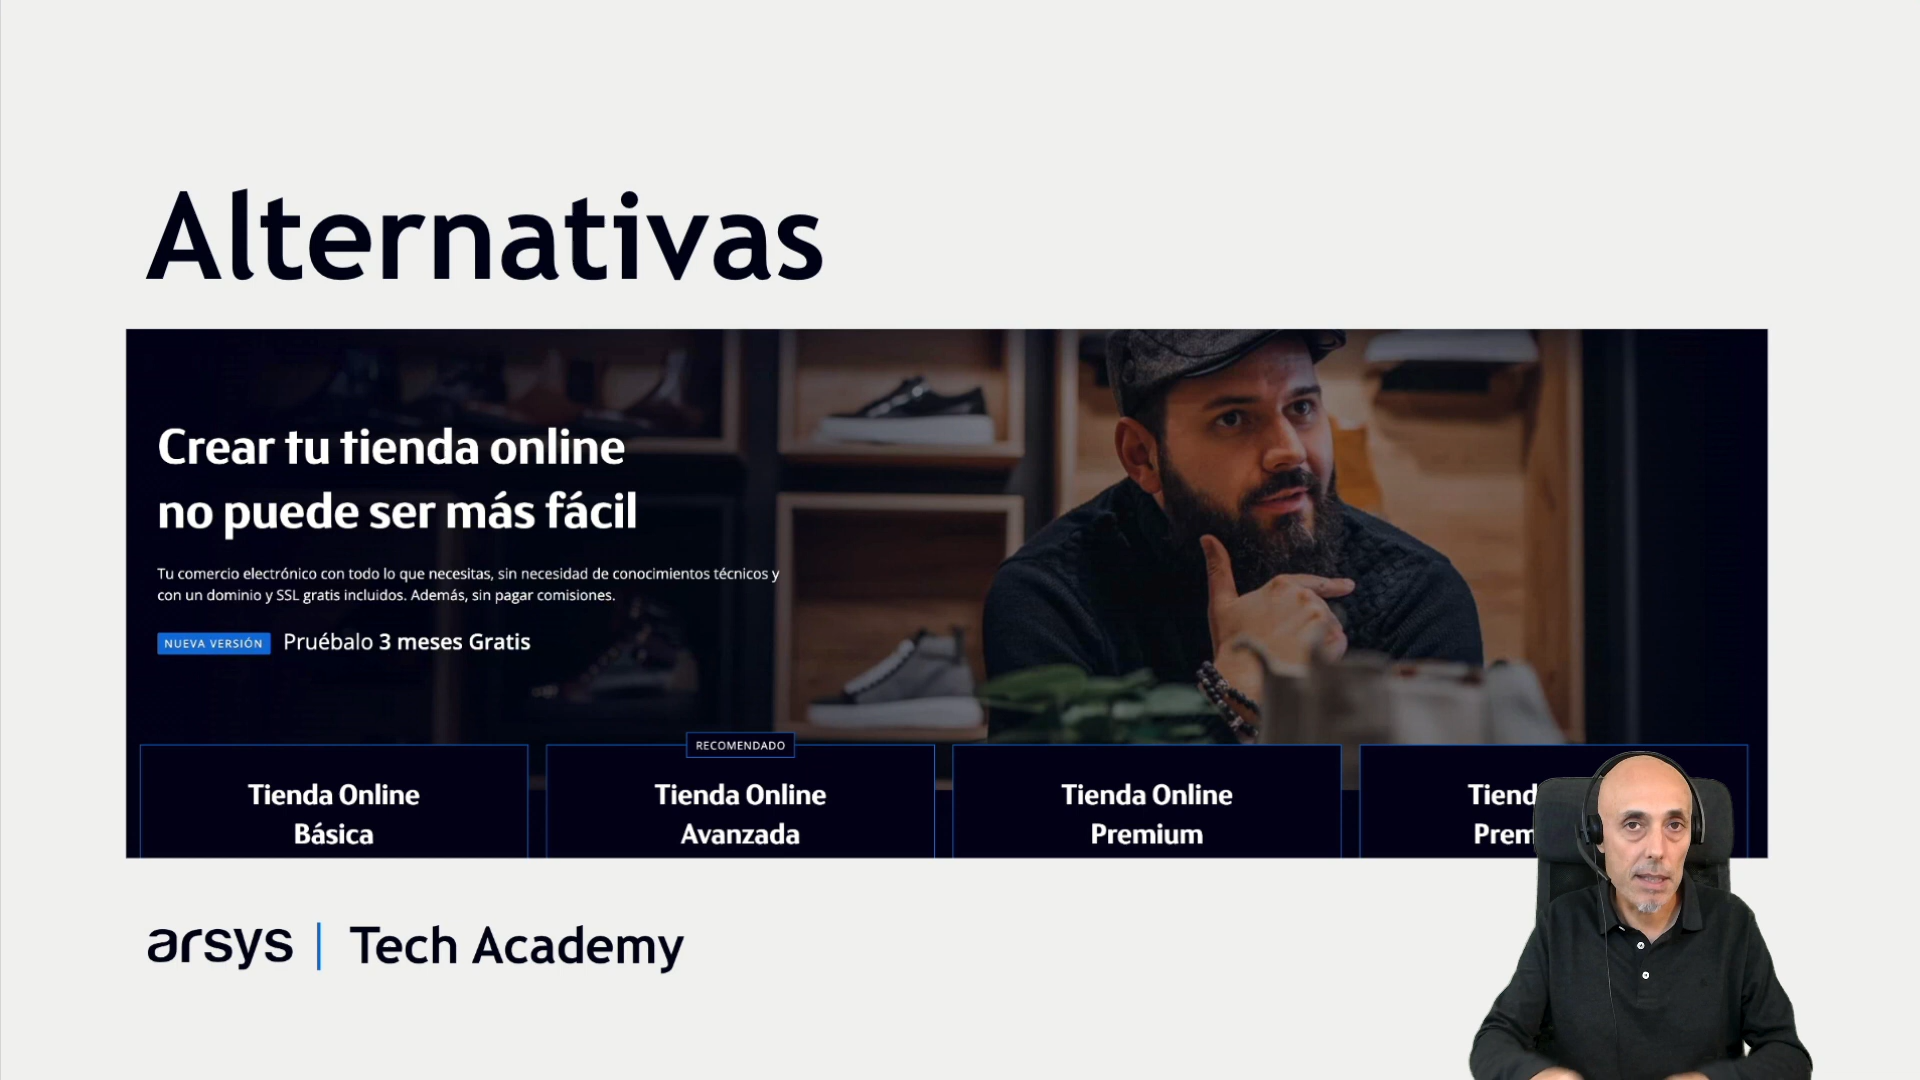 Alternativas
Crear tu tienda online
no puede ser más fácil
Tu comercio electrónico con todo lo que necesitas, sin necesidad de conocimientos técnicos y
con un dominio y SSL gratis incluidos. Además, sin pagar comisiones.
NUEVA VERSIÓN Pruébalo 3 meses Gratis
RECOMENDADO
Tienda Online
Básica
Tienda Online
Avanzada
Tienda Online
Premium
arsys | Tech Academy